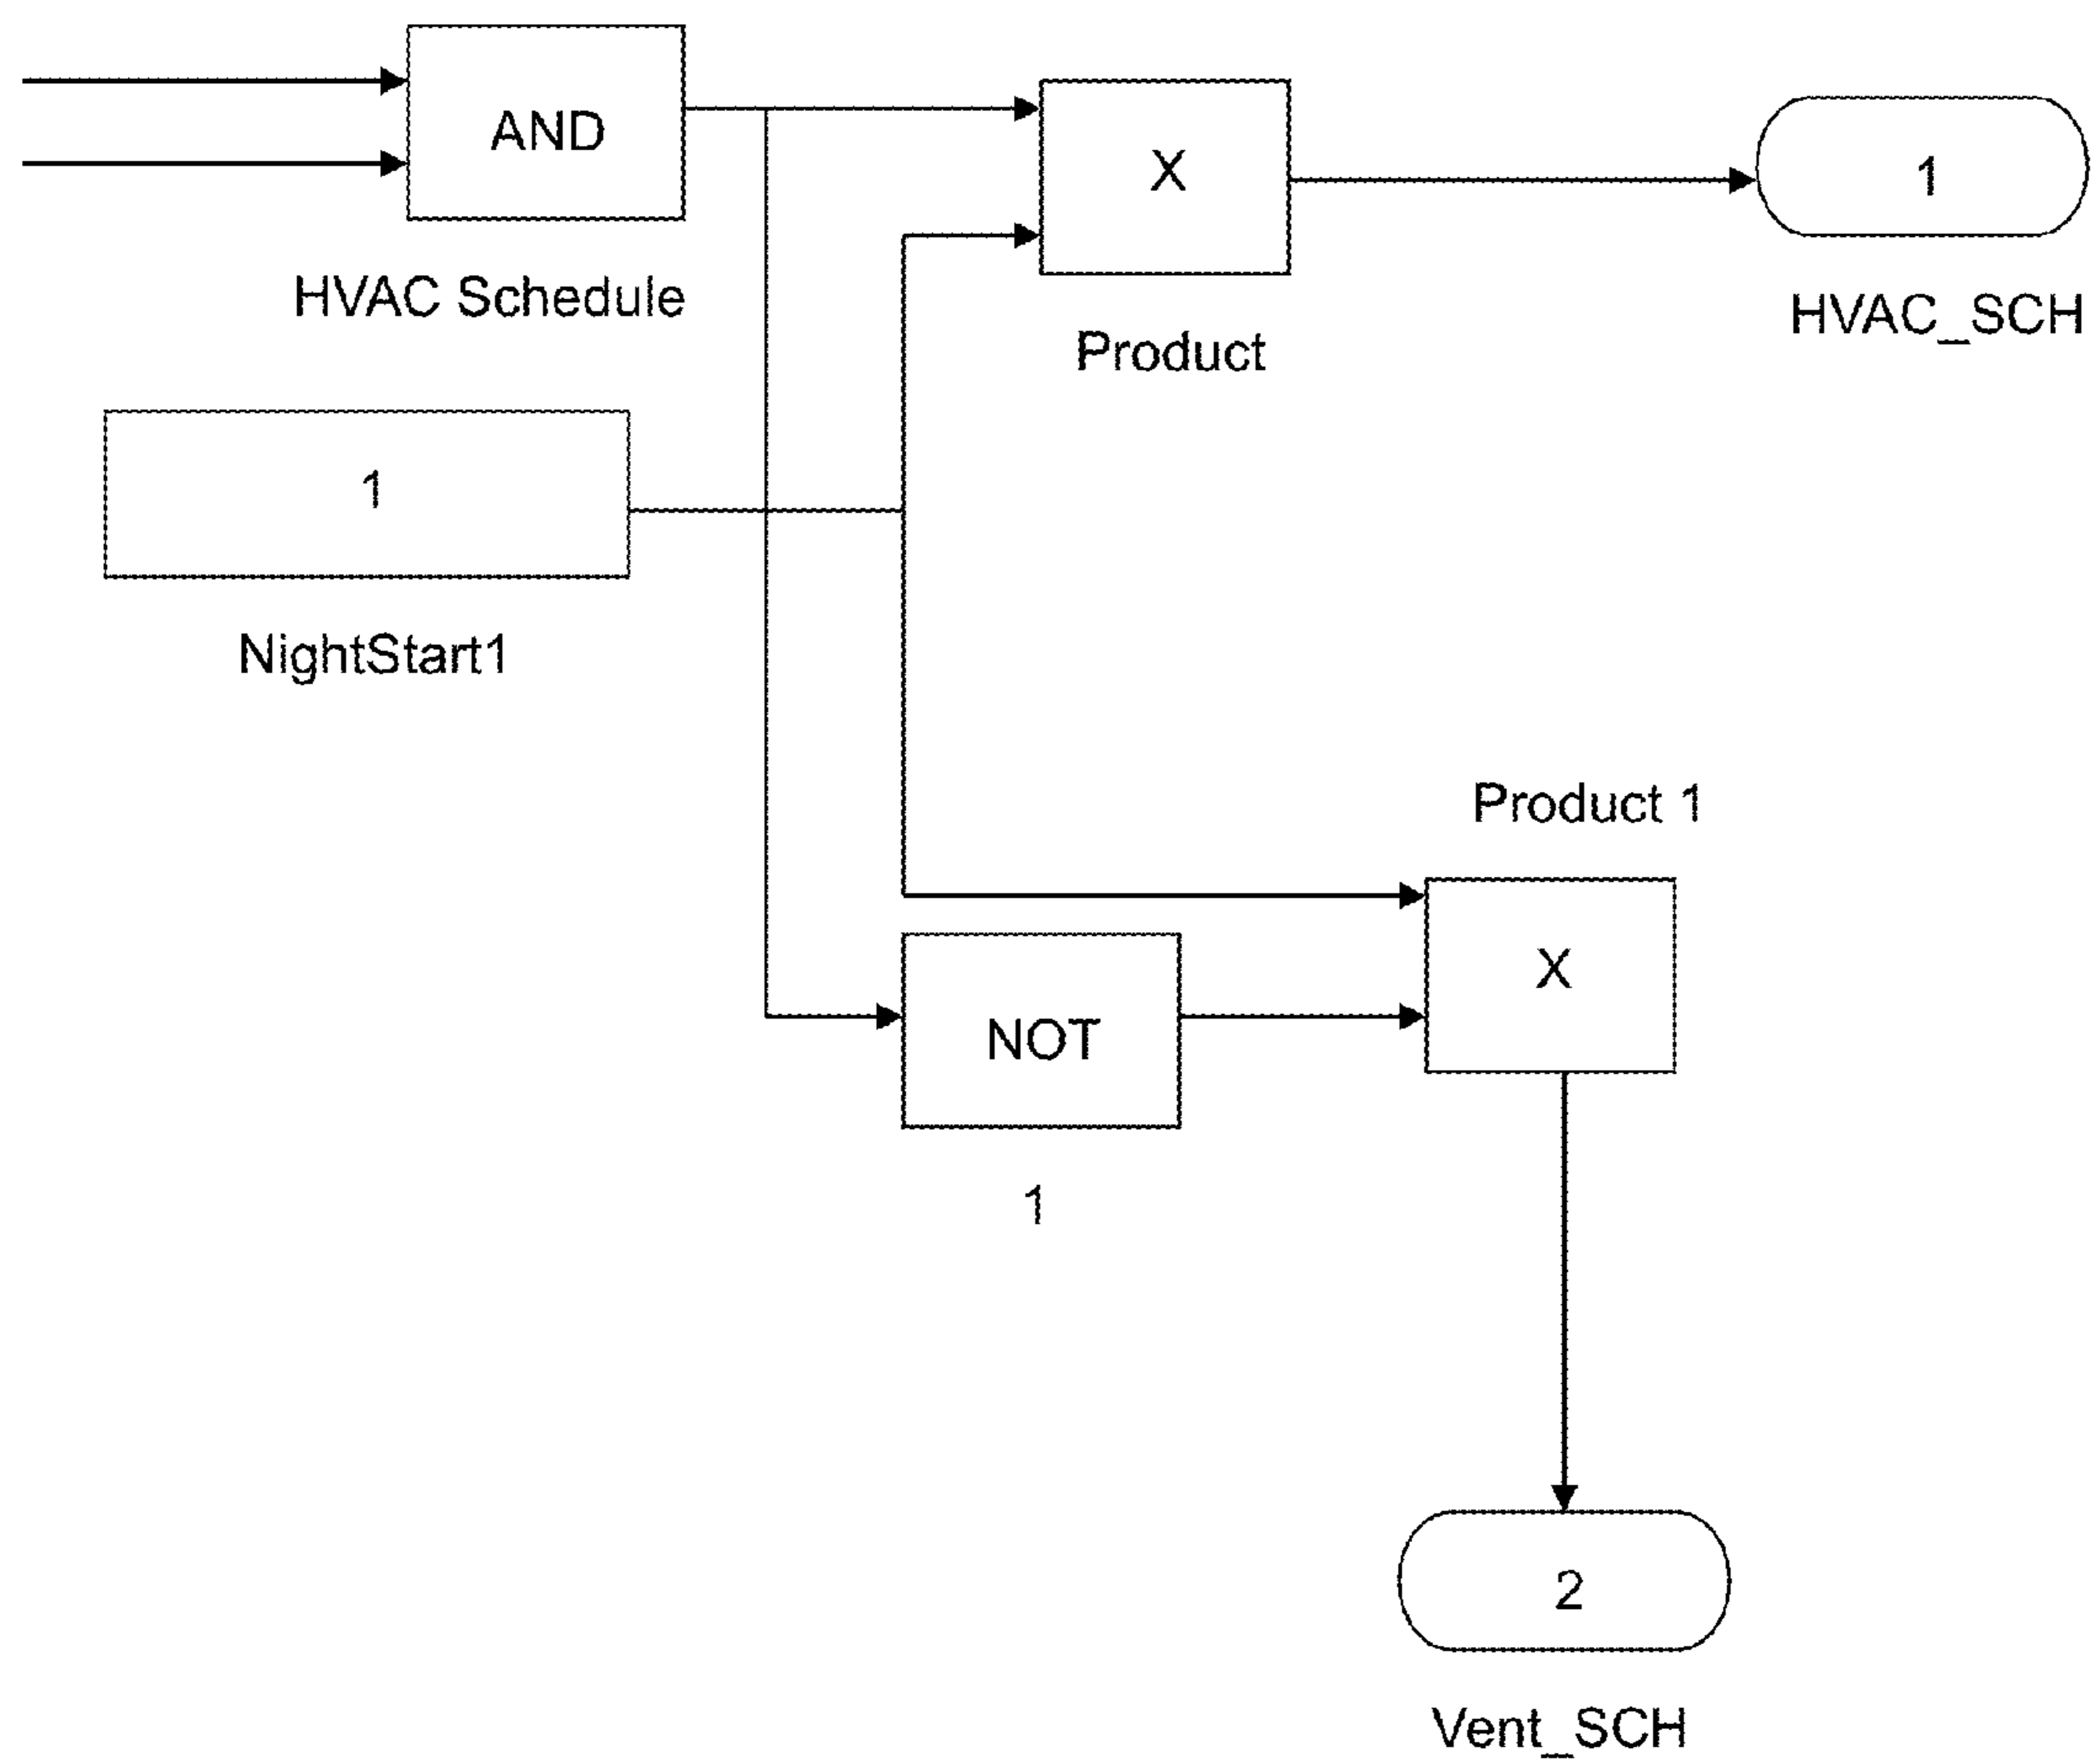 AND
X
1
HVAC Schedule
HVAC_SCH
Product
1
NightStart1
Product 1
X
NOT
1
2
Vent_SCH